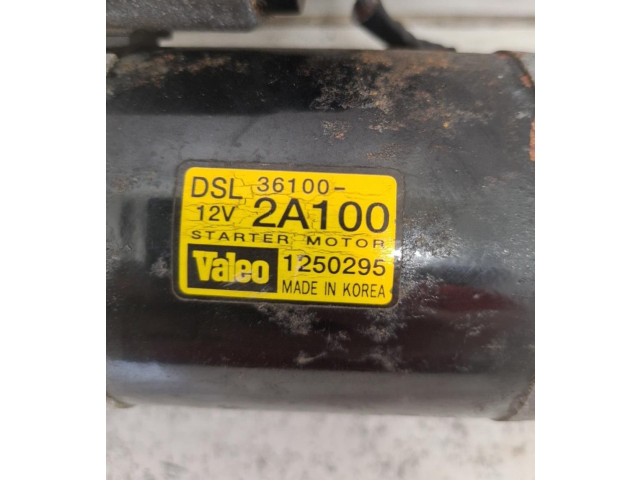 DSL 36100-
12V 2A100
STARTER MOTOR
Valeo 1250295
MADE IN KOREA